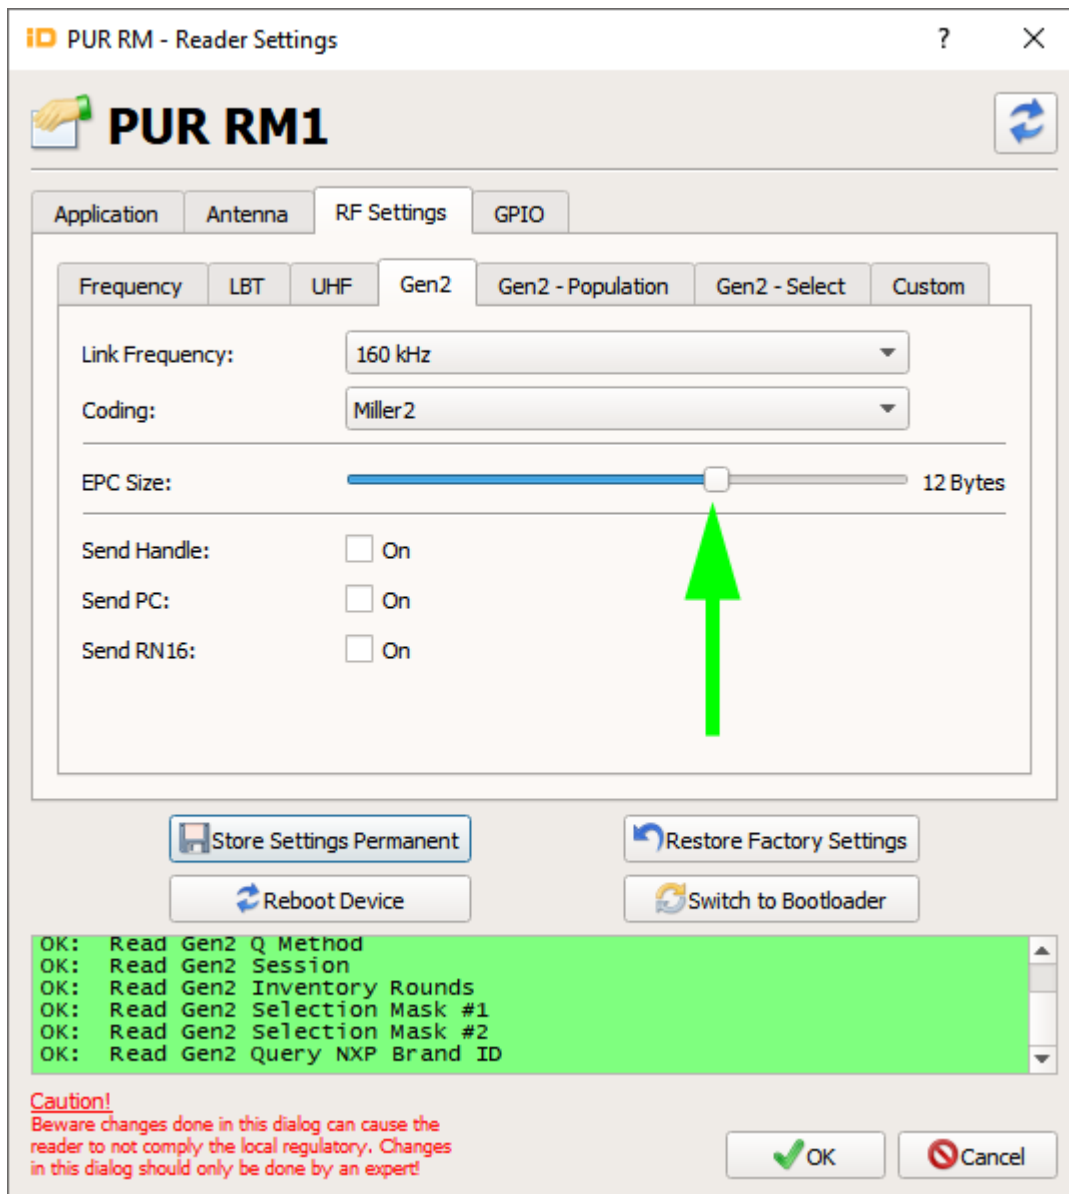 iD PUR RM - Reader Settings ?
PUR RM1
Application Antenna RF Settings GPIO
Frequency LBT UHF Gen2 Gen2 - Population Gen2 - Select Custom
Link Frequency: 160 kHz
Coding: Miller2
EPC Size: 12 Bytes
Send Handle: On
Send PC: On
Send RN16: On
Store Settings Permanent Restore Factory Settings
Reboot Device Switch to Bootloader
OK: Read Gen2 Q Method
OK: Read Gen2 Session
OK: Read Gen2 Inventory Rounds
OK: Read Gen2 Selection Mask #1
OK: Read Gen2 Selection Mask #2
OK: Read Gen2 Query NXP Brand ID
Caution!
Beware changes done in this dialog can cause the
reader to not comply the local regulatory. Changes
in this dialog should only be done by an expert!
OK Cancel